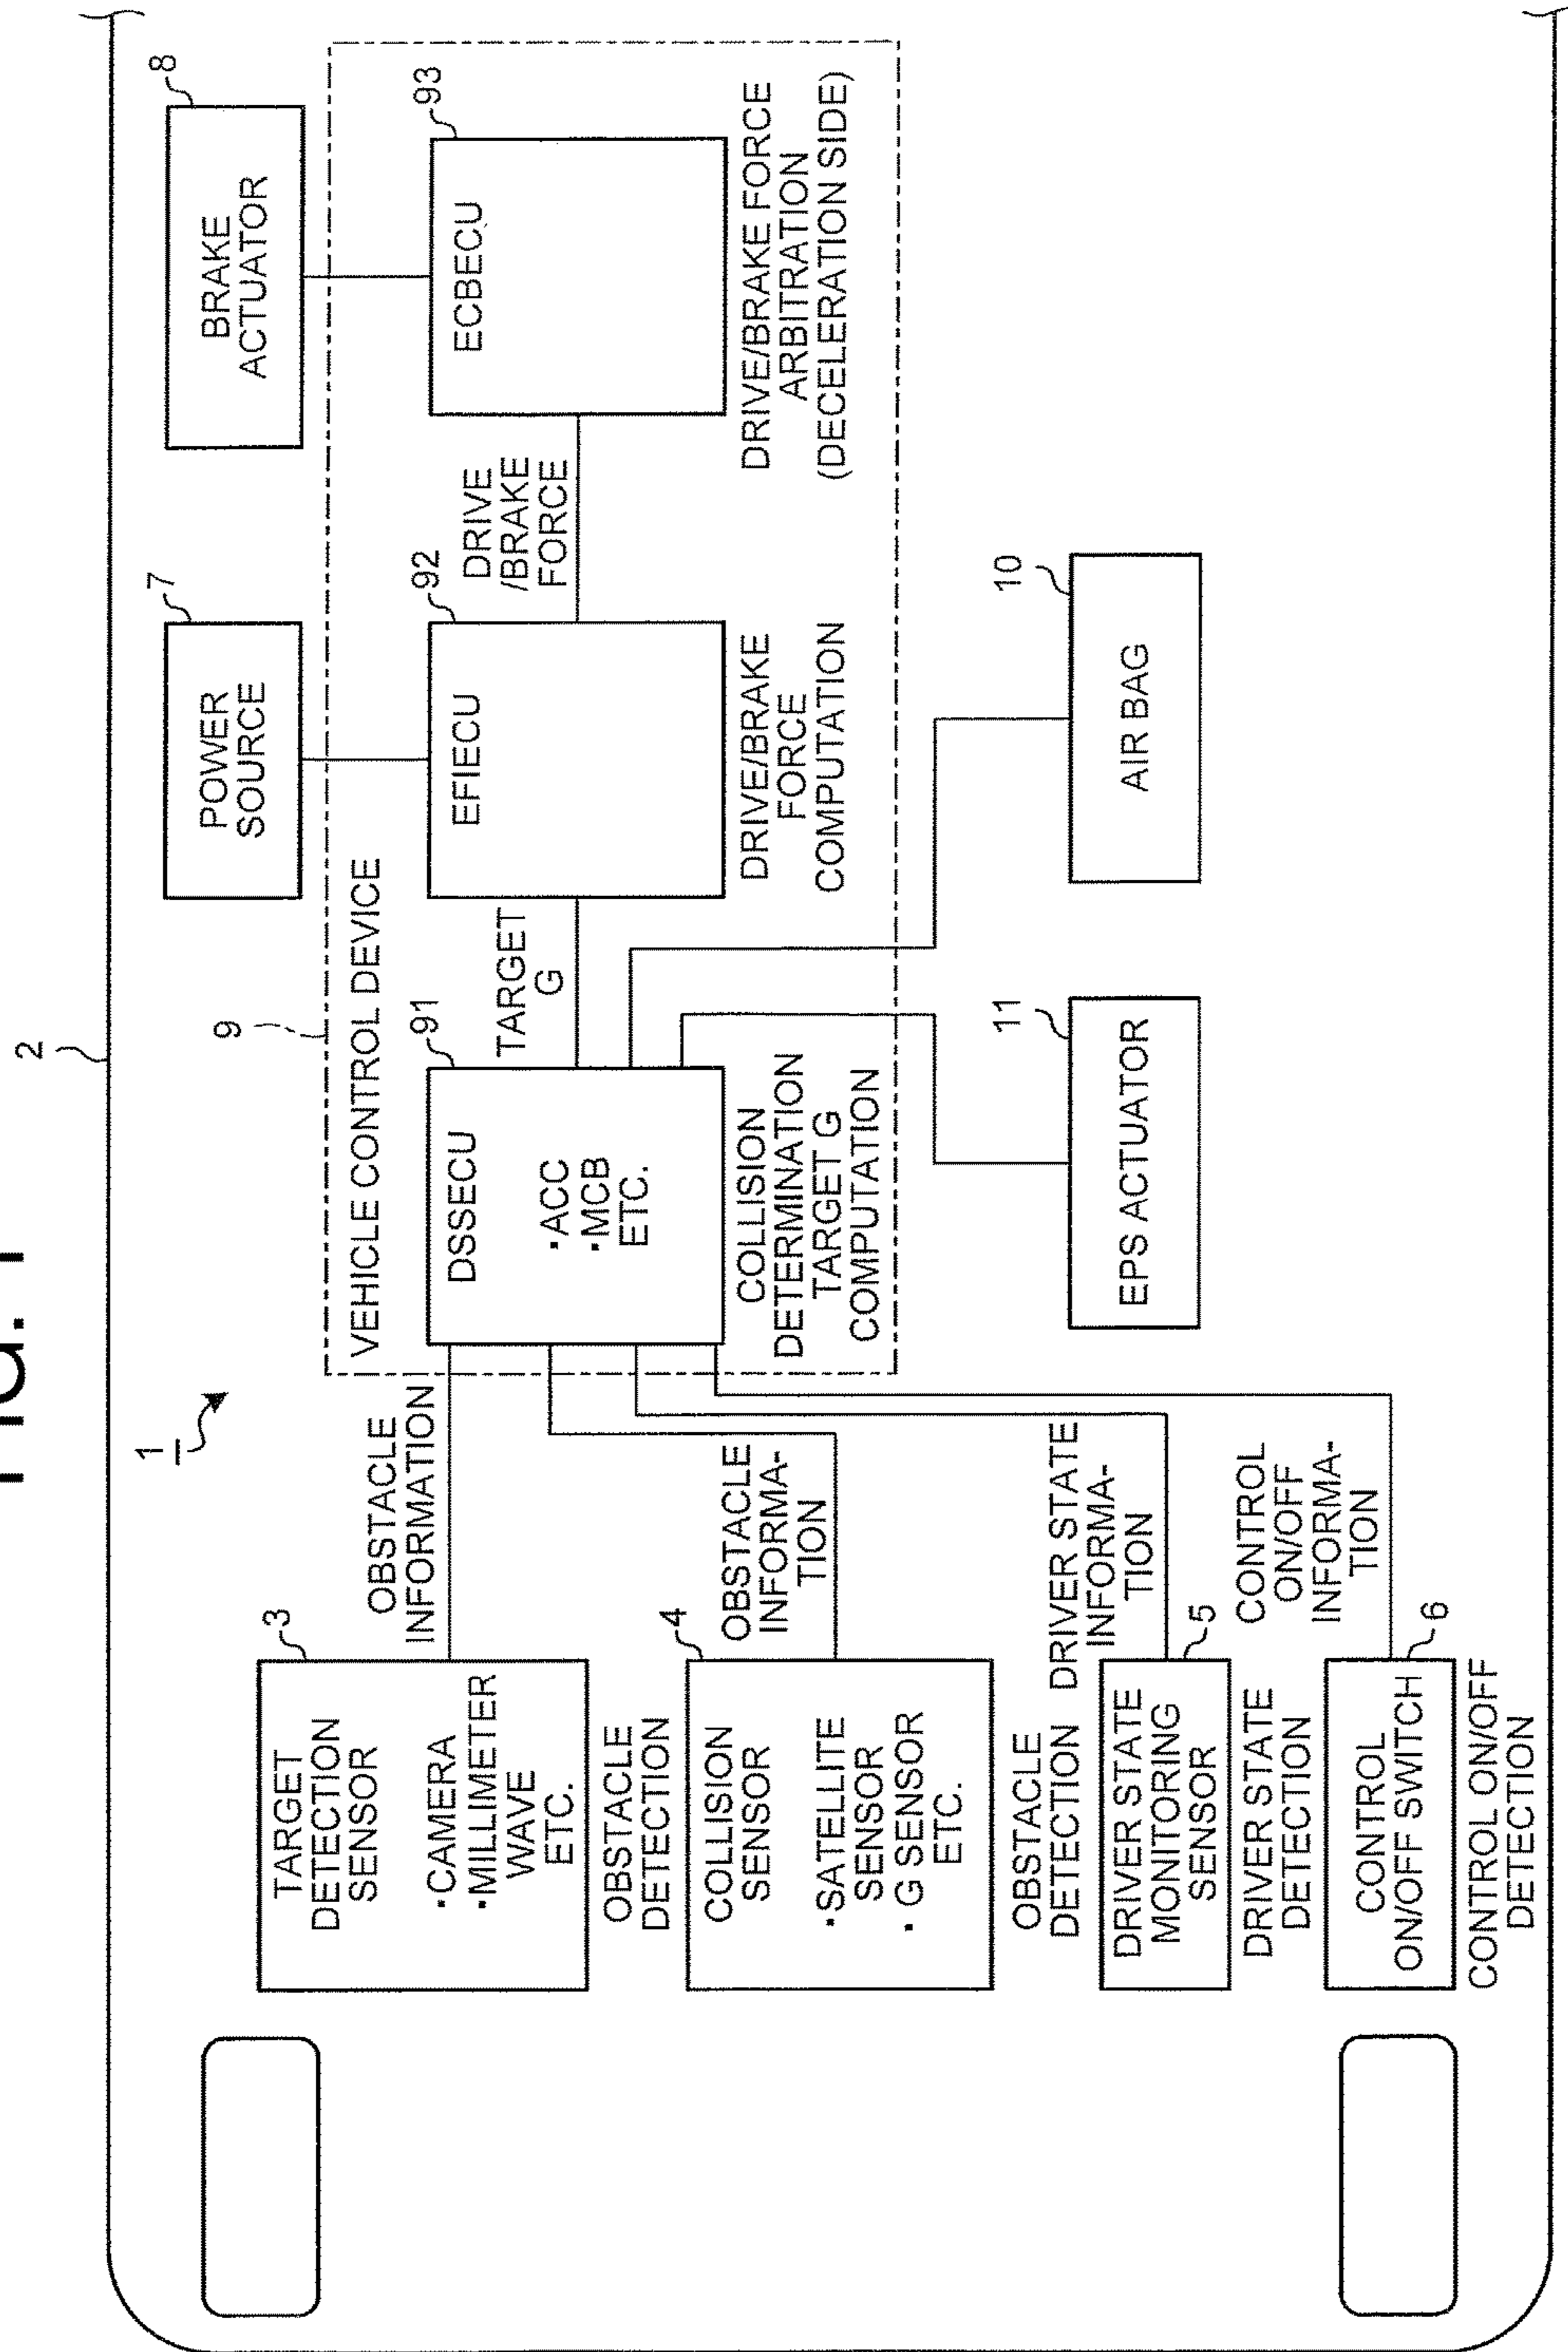 FIG. 1
2
1
9
VEHICLE CONTROL DEVICE
3
TARGET
DETECTION
SENSOR
·CAMERA
·MILLIMETER
WAVE
ETC.
OBSTACLE
DETECTION
OBSTACLE
INFORMATION
4
COLLISION
SENSOR
·SATELLITE
SENSOR
· G SENSOR
ETC.
OBSTACLE
DETECTION
OBSTACLE
INFORMA-
TION
DRIVER STATE
MONITORING
SENSOR
5
DRIVER STATE
DETECTION
DRIVER STATE
INFORMA-
TION
CONTROL
ON/OFF SWITCH
6
CONTROL ON/OFF
DETECTION
CONTROL
ON/OFF
INFORMA-
TION
91
DSSECU
·ACC
·MCB
ETC.
COLLISION
DETERMINATION
TARGET G
COMPUTATION
TARGET
G
7
POWER
SOURCE
92
EFIECU
DRIVE/BRAKE
FORCE
COMPUTATION
DRIVE
/BRAKE
FORCE
8
BRAKE
ACTUATOR
93
ECBECU
DRIVE/BRAKE FORCE
ARBITRATION
(DECELERATION SIDE)
11
EPS ACTUATOR
10
AIR BAG